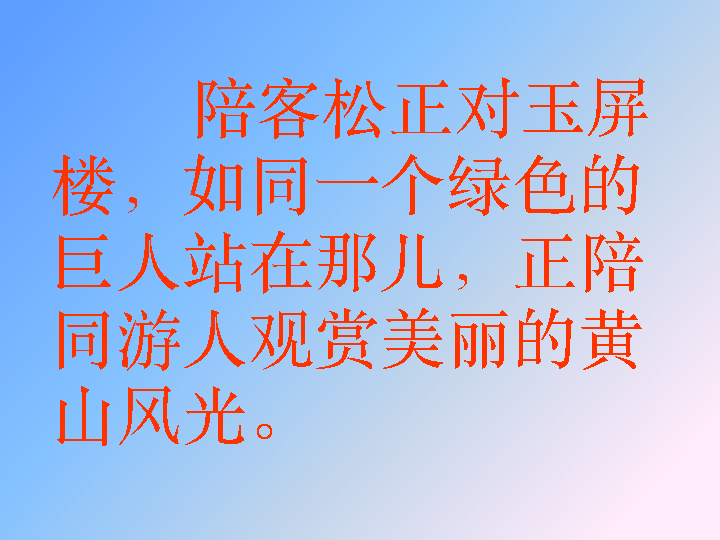 陪客松正对玉屏
楼，如同一个绿色的
巨人站在那儿，正陪
同游人观赏美丽的黄
山风光。